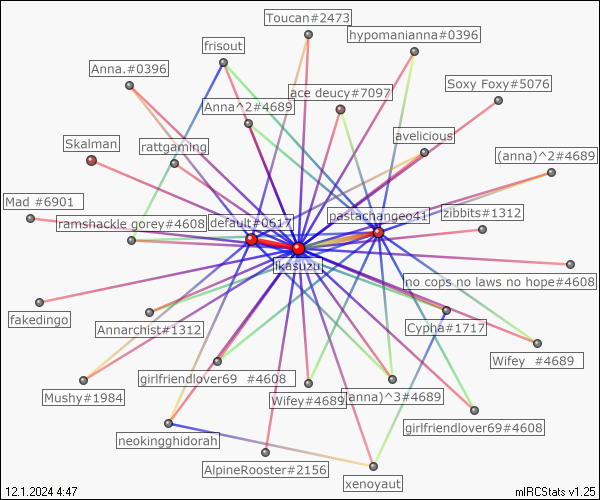 Toucan#2473
hypomanianna#0396
frisout
Anna.#0396
Soxy Foxy#5076
ace deucy#7097
Anna^2#4689
avelicious
Skalman
rattgaming
(anna)^2#4689
Mad #6901
zibbits#1312
pastachangeo41
ramshackle gorey#4608
default#0617
ikasuzu
no cops no laws no hope#4608
fakedingo
Annarchist#1312
Cypha#1717
Wifey #4689
girlfriendlover69 #4608
Mushy#1984
Wifey#4689
(anna)^3#4689
girlfriendlover69#4608
neokingghidorah
AlpineRooster#2156
xenoyaut
12.1.2024 4:47
mIRCStats v1.25